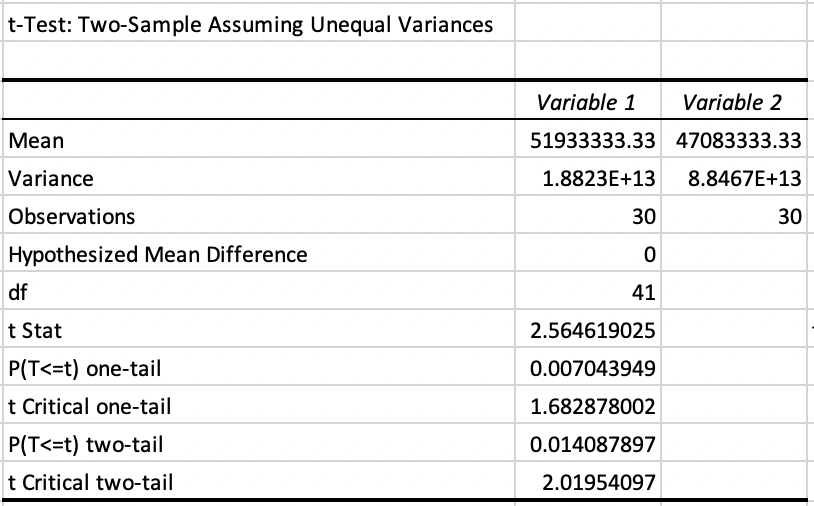 t-Test: Two-Sample Assuming Unequal Variances
Variable 1 Variable 2
Mean 51933333.33 47083333.33
Variance 1.8823E+13 8.8467E+13
Observations 30 30
Hypothesized Mean Difference 0
df 41
t Stat 2.564619025
P(T<=t) one-tail 0.007043949
t Critical one-tail 1.682878002
P(T<=t) two-tail 0.014087897
t Critical two-tail 2.01954097